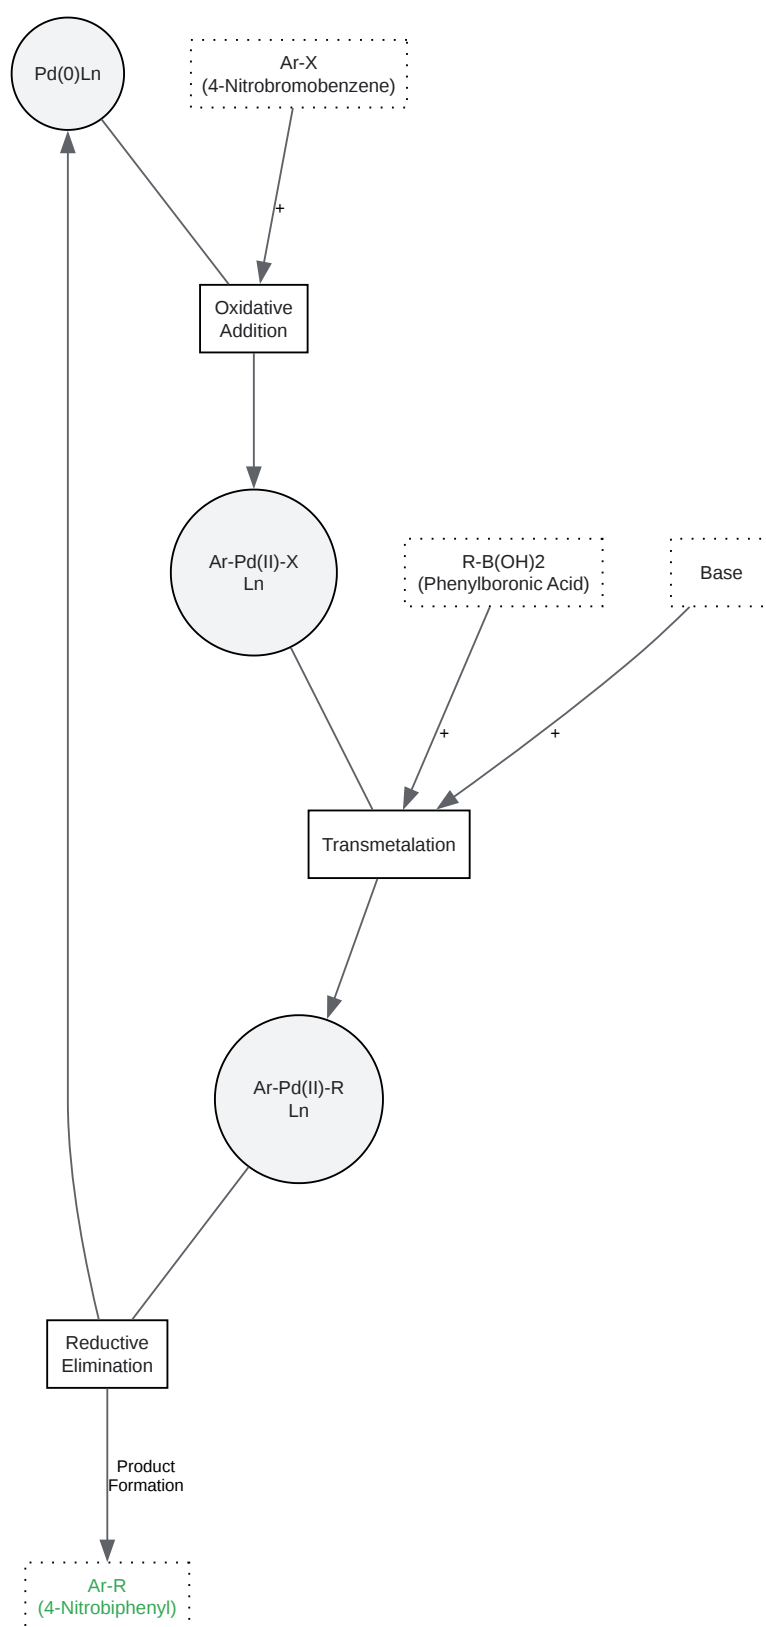 Pd(0)Ln
Ar-X
(4-Nitrobromobenzene)
+
Oxidative
Addition
Ar-Pd(II)-X
Ln
R-B(OH)2
(Phenylboronic Acid)
Base
+
+
Transmetalation
Ar-Pd(II)-R
Ln
Reductive
Elimination
Product
Formation
Ar-R
(4-Nitrobiphenyl)